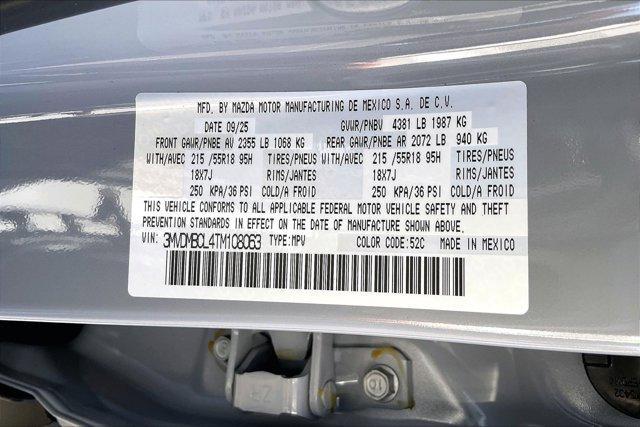 MFD. BY MAZDA MOTOR MANUFACTURING DE MEXICO S.A. DE C.V.
DATE 09/25 GVWR/PNBV 4381 LB 1987 KG
FRONT GAWR/PNBE AV 2355 LB 1068 KG REAR GAWR/PNBE AR 2072 LB 940 KG
WITH/AVEC 215 /55R18 95H TIRES/PNEUS WITH/AVEC 215 /55R18 95H TIRES/PNEUS
18X7J RIMS/JANTES 18X7J RIMS/JANTES
250 KPA/36 PSI COLD/A FROID 250 KPA/36 PSI COLD/A FROID
THIS VEHICLE CONFORMS TO ALL APPLICABLE FEDERAL MOTOR VEHICLE SAFETY AND THEFT
PREVENTION STANDARDS IN EFFECT ON THE DATE OF MANUFACTURE SHOWN ABOVE.
VIN: 3MVDMBCL4TM108063 TYPE:MPV COLOR CODE:52C MADE IN MEXICO